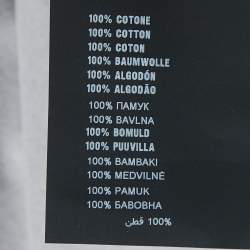 100% COTONE
100% COTTON
100% COTON
100% BAUMWOLLE
100% ALGODÓN
100% ALGODÃO
100% ПАМУК
100% BAVLNA
100% BOMULD
100% PUUVILLA
100% BAMBAKI
100% MEDVILNĖ
100% PAMUK
100% БАВОВНА
100% قطن